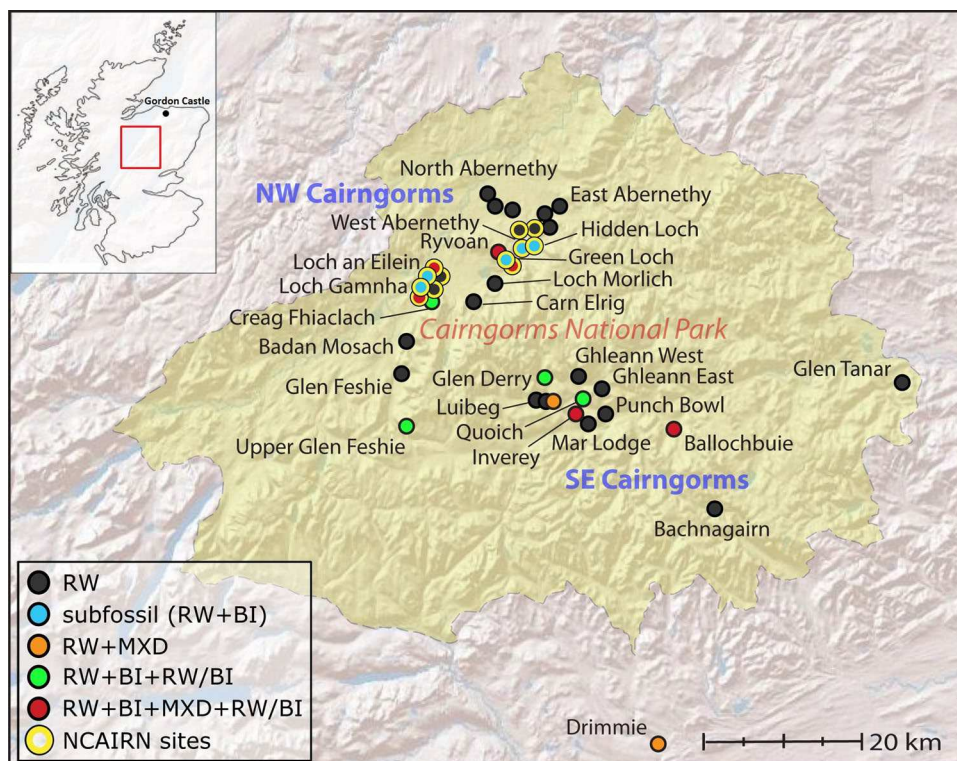 Gordon Castle
North Abernethy
NW Cairngorms
East Abernethy
West Abernethy
Hidden Loch
Ryvoan
Green Loch
Loch an Eilein
Loch Morlich
Loch Gamnha
Carn Elrig
Creag Fhiaclach
Cairngorms National Park
Badan Mosach
Ghleann West
Glen Tanar
Glen Feshie
Glen Derry
Ghleann East
Luibeg
Punch Bowl
Quoich
Upper Glen Feshie
Inverey
Mar Lodge
Ballochbuie
SE Cairngorms
Bachnagairn
RW
subfossil (RW+BI)
RW+MXD
RW+BI+RW/BI
RW+BI+MXD+RW/BI
NCAIRN sites
Drimmie
20 km